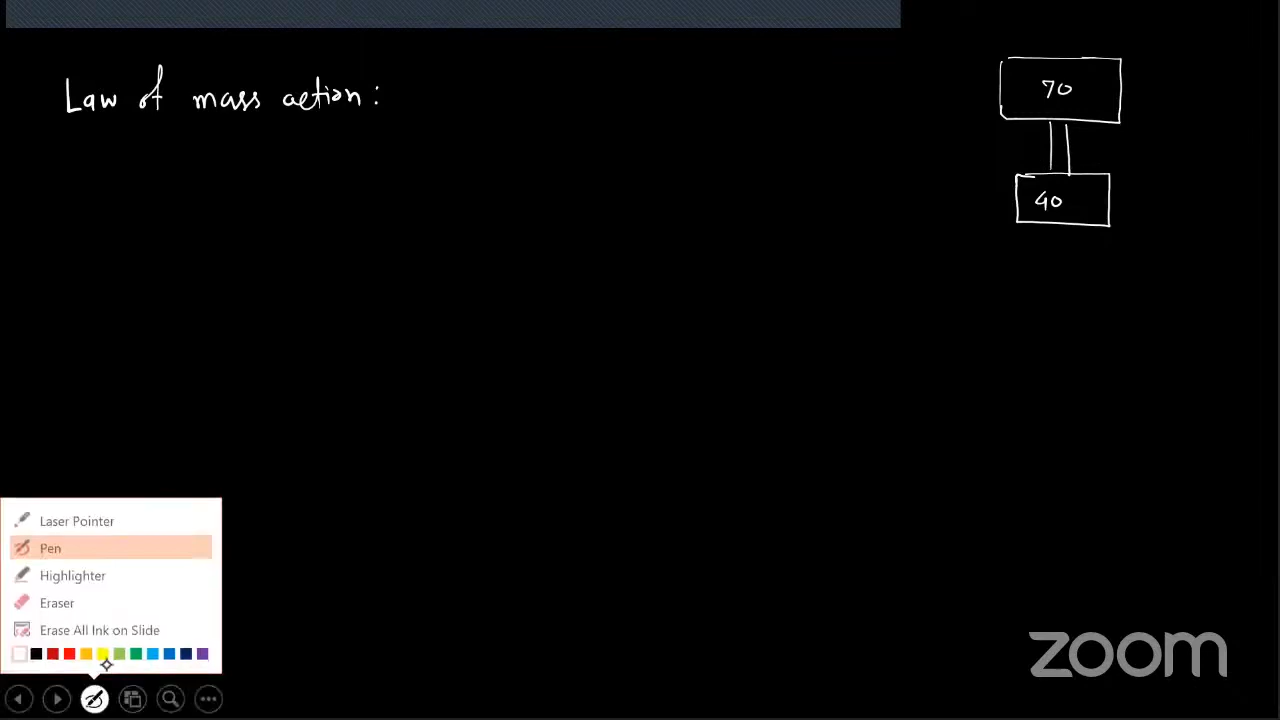 Law of mass action:
70
40
Laser Pointer
Pen
Highlighter
Eraser
Erase All Ink on Slide
zoom